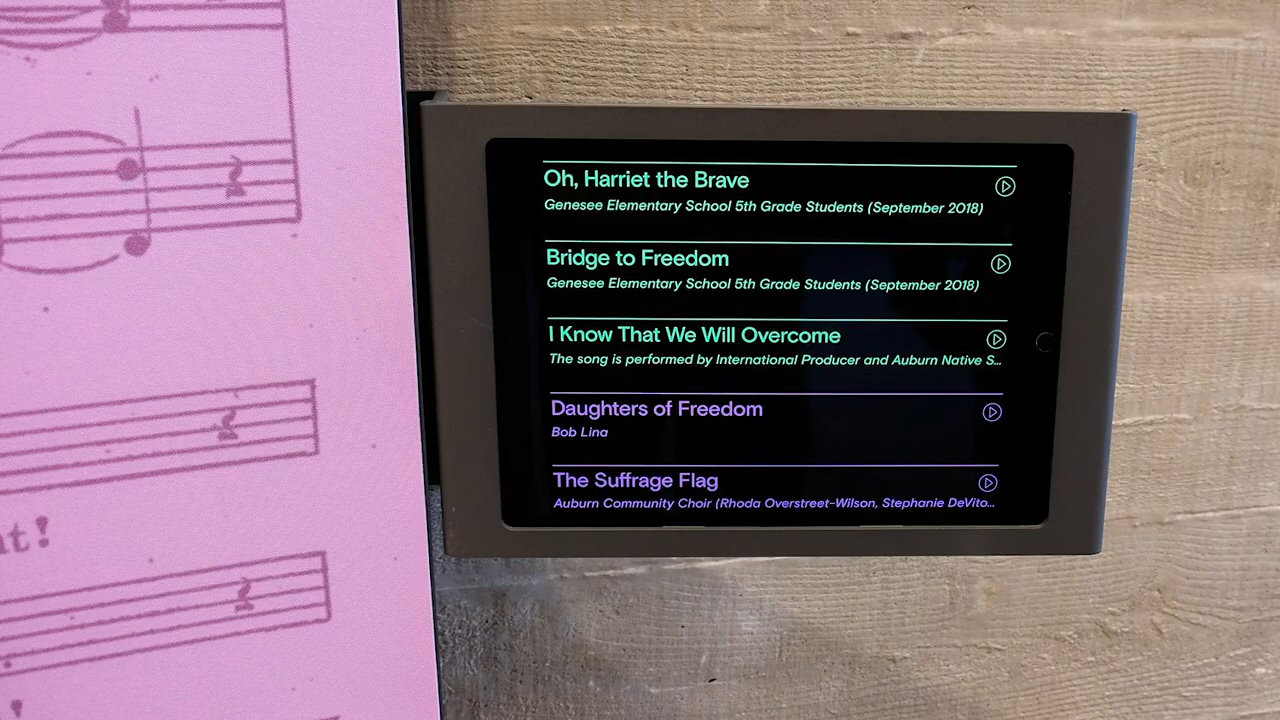 Oh, Harriet the Brave
Genesee Elementary School 5th Grade Students (September 2018)
Bridge to Freedom
Genesee Elementary School 5th Grade Students (September 2018)
I Know That We Will Overcome
The song is performed by International Producer and Auburn Native S...
Daughters of Freedom
Bob Lina
The Suffrage Flag
Auburn Community Choir (Rhoda Overstreet-Wilson, Stephanie DeVito...